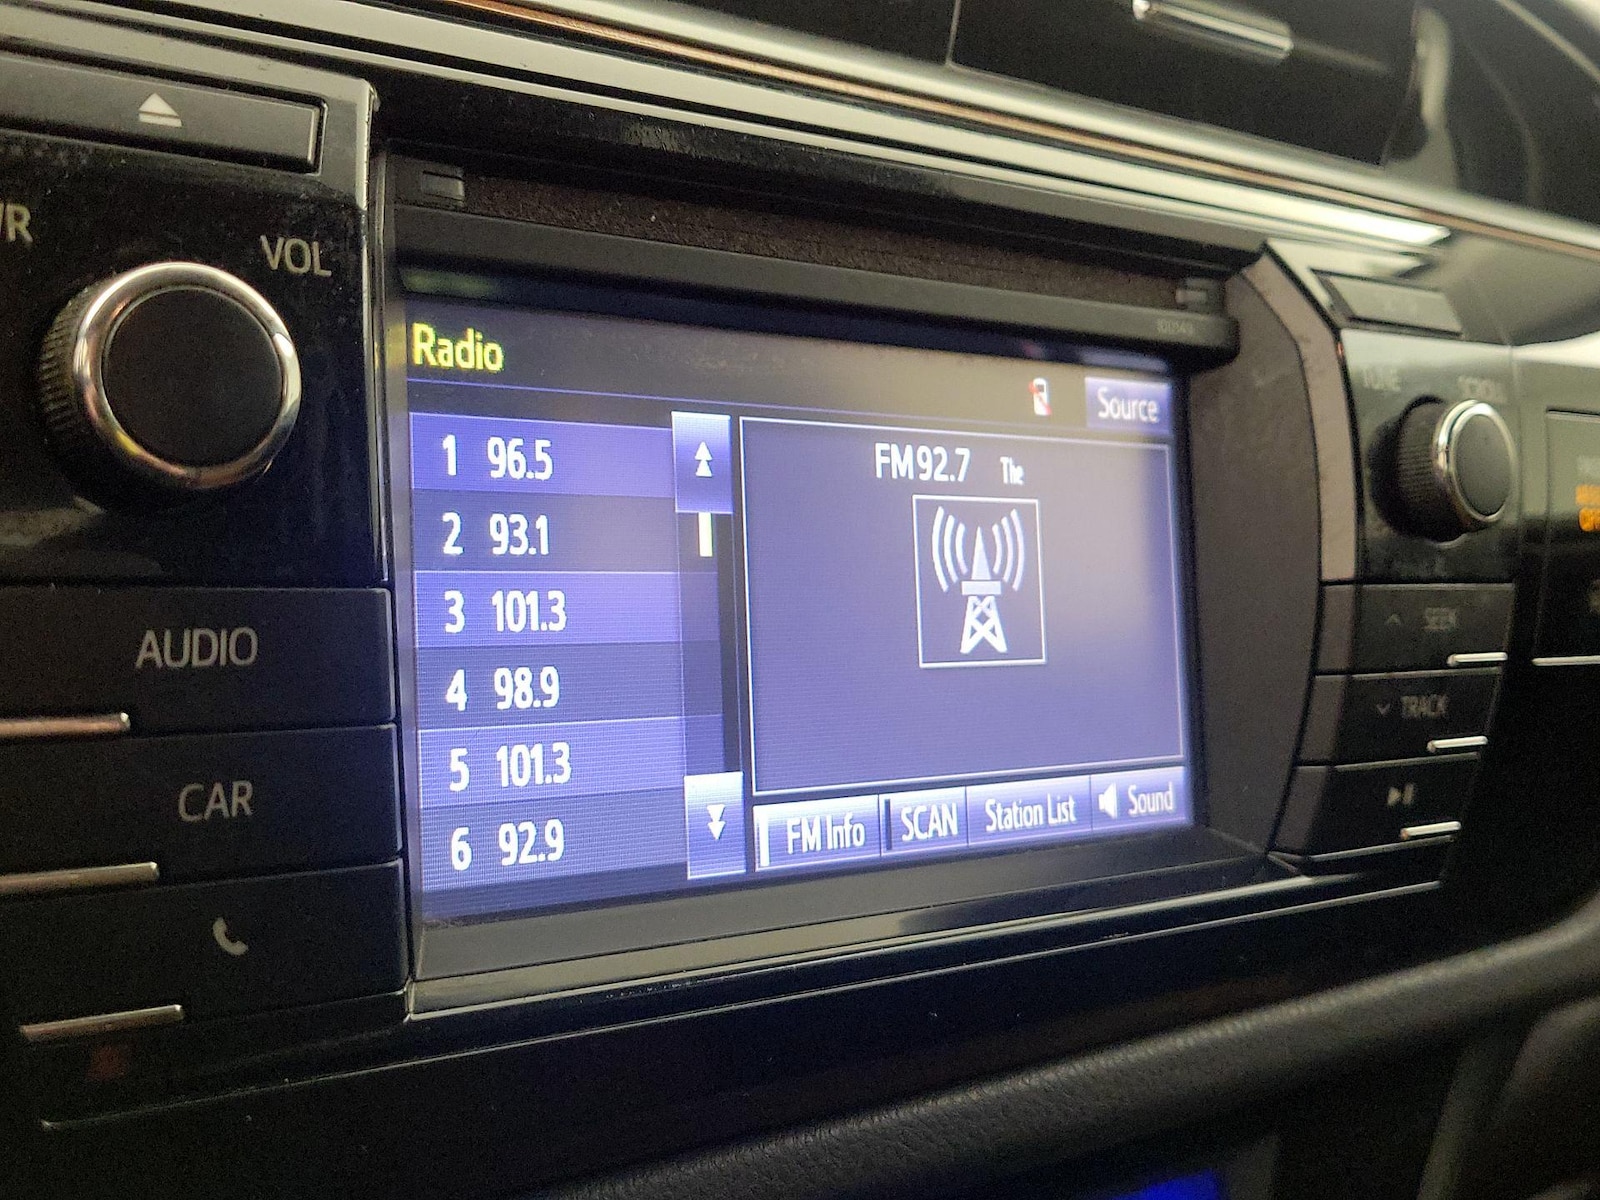 VOL
AUDIO
CAR
Radio
Source
1 96.5
2 93.1
3 101.3
4 98.9
5 101.3
6 92.9
FM 92.7 The
FM Info
SCAN
Station List
Sound
TUNE
SCROLL
SEEK
TRACK